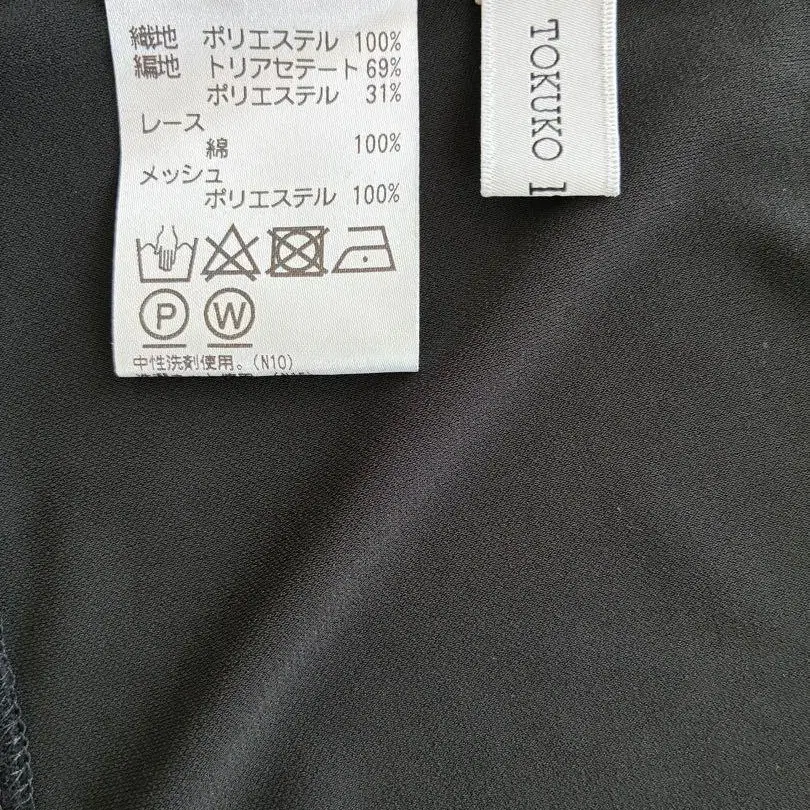 織地 ポリエステル 100%
編地 トリアセテート 69%
ポリエステル 31%
レース
綿 100%
メッシュ
ポリエステル 100%
P W
中性洗剤使用。(N10)
TOKUKO